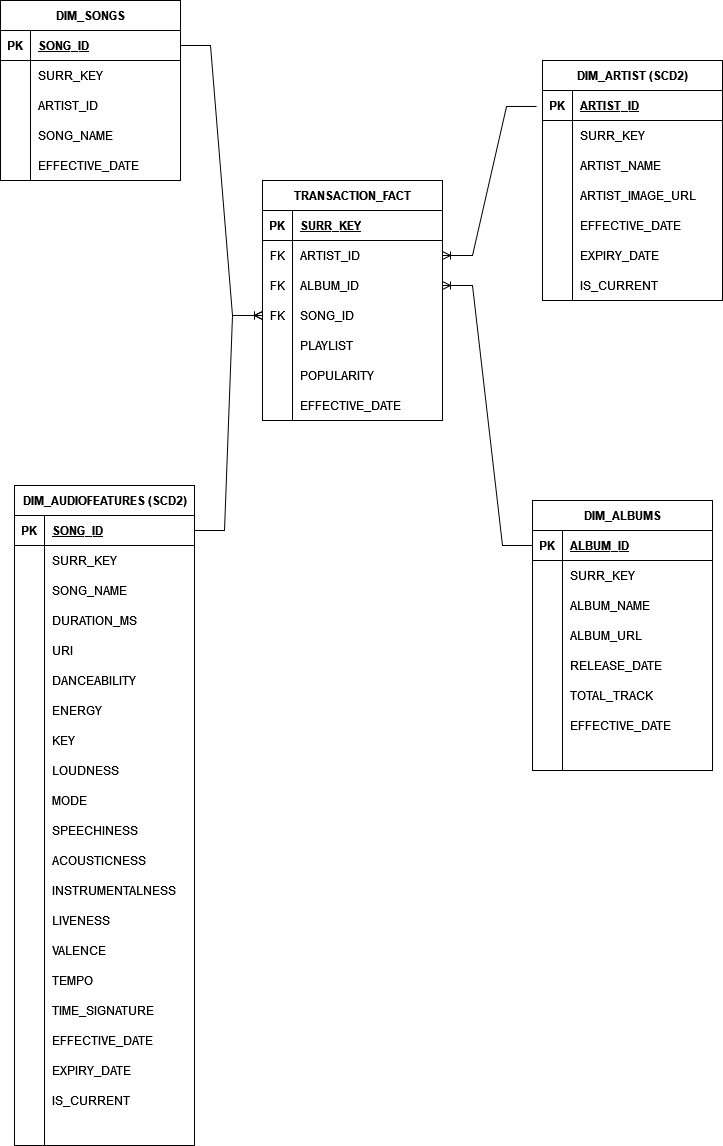 DIM_SONGS
PK SONG_ID
SURR_KEY
ARTIST_ID
SONG_NAME
EFFECTIVE_DATE
DIM_ARTIST (SCD2)
PK ARTIST_ID
SURR_KEY
ARTIST_NAME
ARTIST_IMAGE_URL
EFFECTIVE_DATE
EXPIRY_DATE
IS_CURRENT
TRANSACTION_FACT
PK SURR_KEY
FK ARTIST_ID
FK ALBUM_ID
FK SONG_ID
PLAYLIST
POPULARITY
EFFECTIVE_DATE
DIM_AUDIOFEATURES (SCD2)
PK SONG_ID
SURR_KEY
SONG_NAME
DURATION_MS
URI
DANCEABILITY
ENERGY
KEY
LOUDNESS
MODE
SPEECHINESS
ACOUSTICNESS
INSTRUMENTALNESS
LIVENESS
VALENCE
TEMPO
TIME_SIGNATURE
EFFECTIVE_DATE
EXPIRY_DATE
IS_CURRENT
DIM_ALBUMS
PK ALBUM_ID
SURR_KEY
ALBUM_NAME
ALBUM_URL
RELEASE_DATE
TOTAL_TRACK
EFFECTIVE_DATE